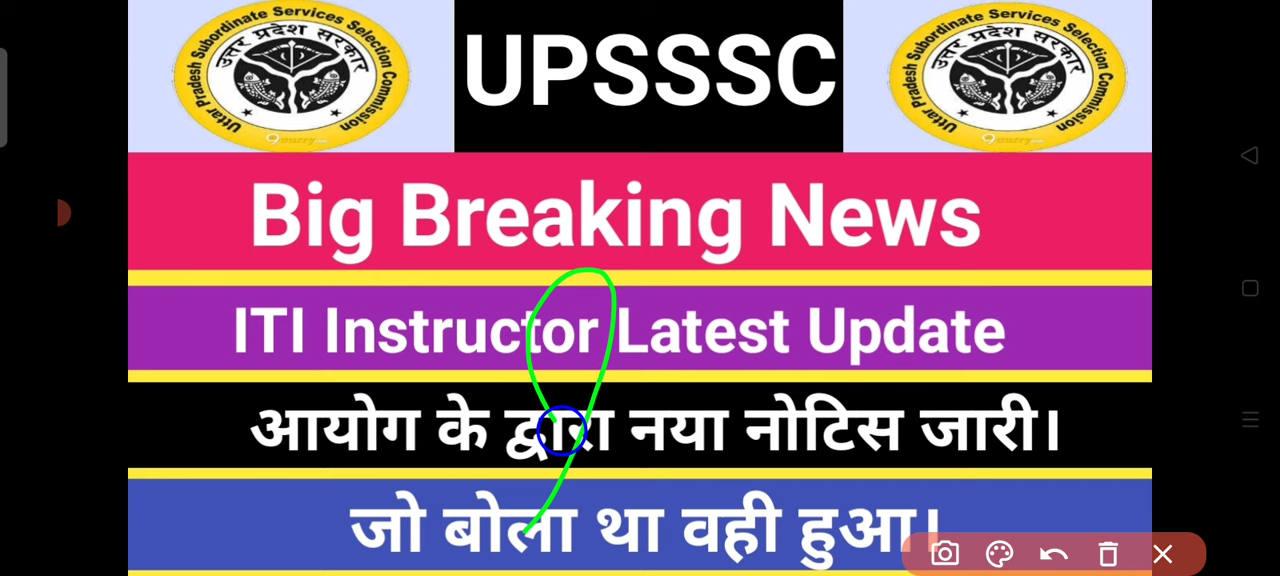 Uttar Pradesh Subordinate Services Selection Commission
उत्तर प्रदेश सरकार
UPSSSC
Uttar Pradesh Subordinate Services Selection Commission
उत्तर प्रदेश सरकार
Big Breaking News
ITI Instructor Latest Update
आयोग के द्वारा नया नोटिस जारी।
जो बोला था वही हुआ।